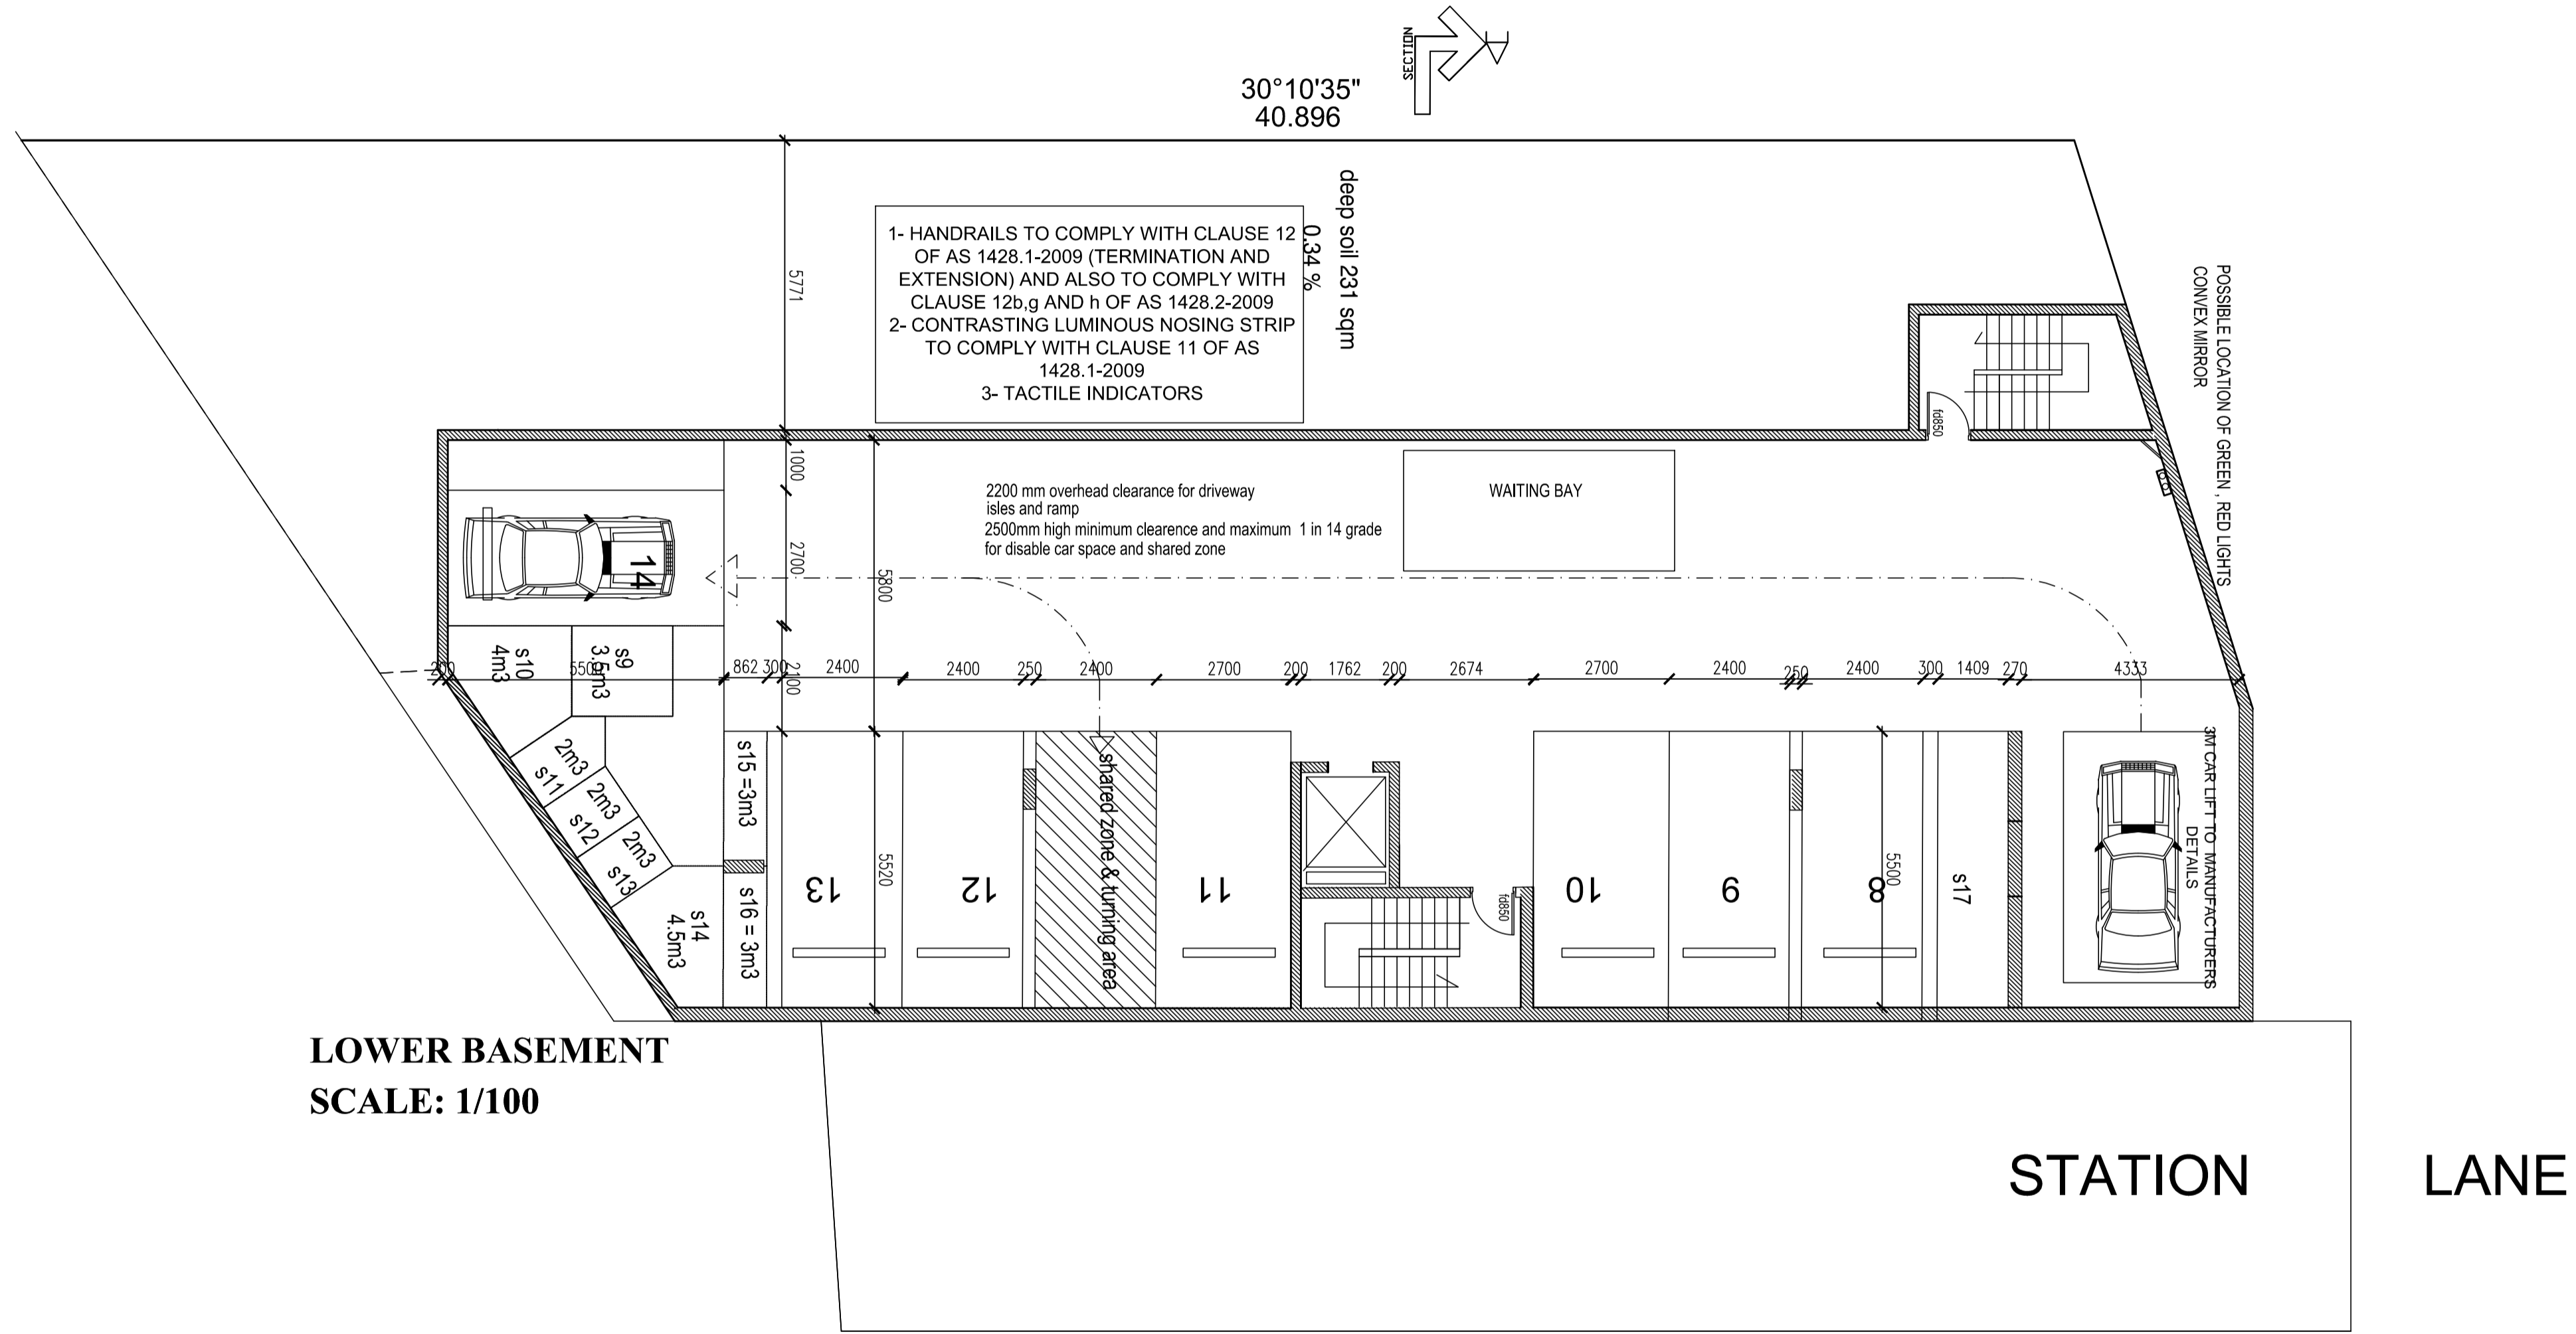 SECTION
30°10'35"
40.896
deep soil 231 sqm
0.34 %
1- HANDRAILS TO COMPLY WITH CLAUSE 12
OF AS 1428.1-2009 (TERMINATION AND
EXTENSION) AND ALSO TO COMPLY WITH
CLAUSE 12b,g AND h OF AS 1428.2-2009
2- CONTRASTING LUMINOUS NOSING STRIP
TO COMPLY WITH CLAUSE 11 OF AS
1428.1-2009
3- TACTILE INDICATORS
5771
POSSIBLE LOCATION OF GREEN , RED LIGHTS
CONVEX MIRROR
fd850
1000
2700
5800
2100
2200 mm overhead clearance for driveway
isles and ramp
2500mm high minimum clearence and maximum 1 in 14 grade
for disable car space and shared zone
WAITING BAY
14
s10
4m3
s9
3.5m3
200
5500
862
300
2400
2400
250
2400
2700
200
1762
200
2674
2700
2400
250
2400
300
1409
270
4333
2m3
s11
2m3
s12
2m3
s13
s14
4.5m3
s15 =3m3
s16 = 3m3
13
5520
12
shared zone & turning area
11
fd850
10
9
8
5500
s17
3M CAR LIFT TO MANUFACTURERS
DETAILS
LOWER BASEMENT
SCALE: 1/100
STATION LANE